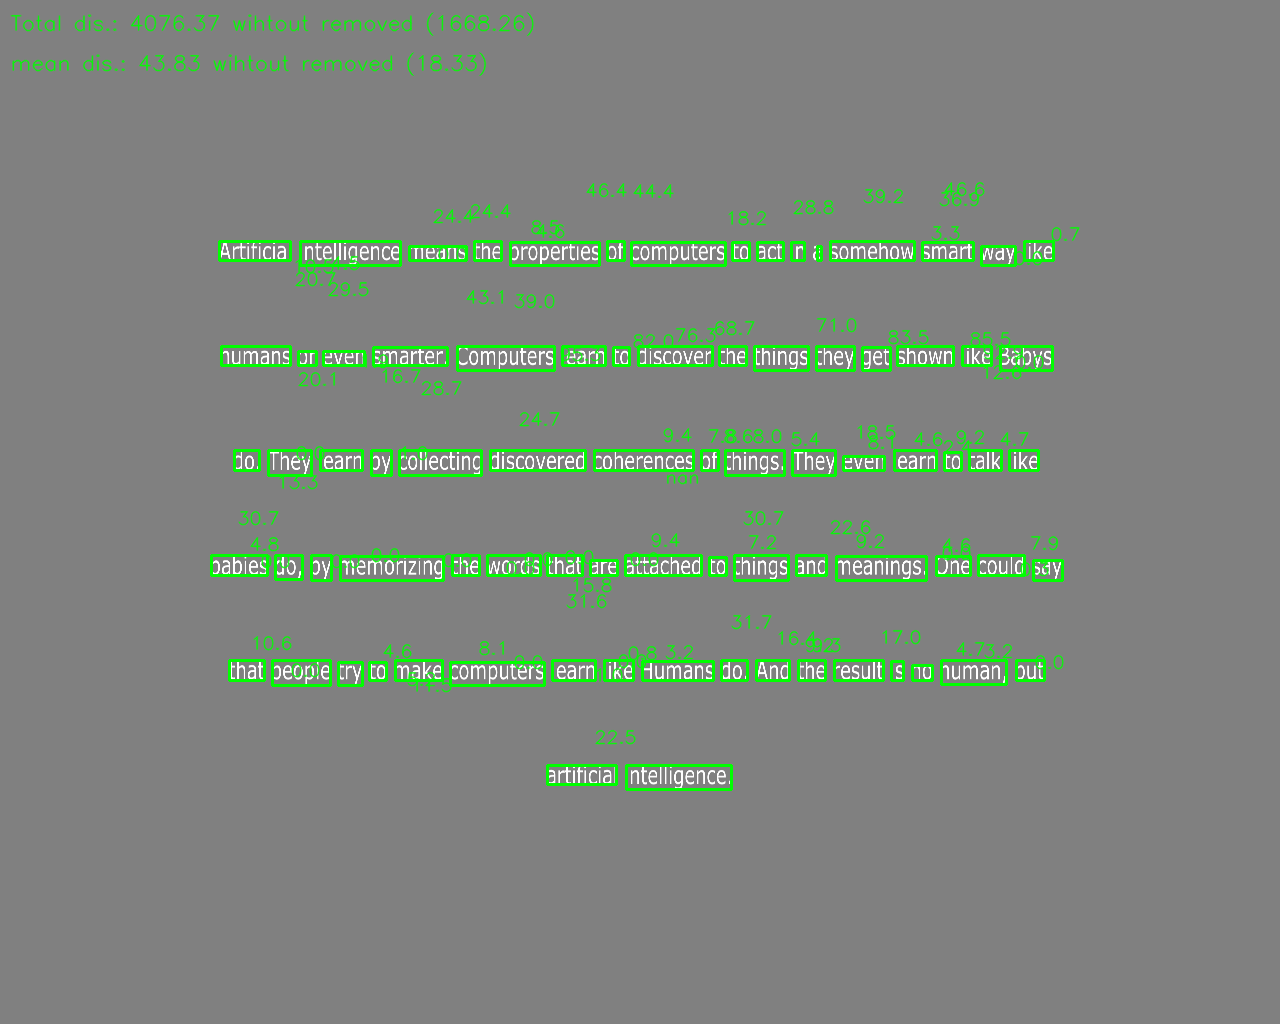 Total dis.: 4076.37 wihtout removed (1668.26)
mean dis.: 43.83 wihtout removed (18.33)
24.4 24.4 46.4 44.4 18.2 28.8 39.2 46.6 36.9
8.5 4.6 3.3 0.7
Artificial intelligence means the properties of computers to act in a somehow smart way like
20.7 29.5 43.1 39.0
82.0 76.3 68.7 71.0 83.5 85.5
humans or even smarter. Computers learn to discover the things they get shown like Babys
20.1 16.7 28.7 12.0
24.7 9.4 8.0 5.4 18.5 8.1 4.6 9.2 4.7
do. They learn by collecting discovered coherences of things. They even learn to talk like
13.3 nan
30.7 30.7 22.6
4.8 9.4 7.2 9.2 4.6 7.9
babies do, by memorizing the words that are attached to things and meanings. One could say
15.8
31.6
10.6 4.6 8.1 0.8 3.2 31.7 16.4 9.3 17.0 4.7 3.2 0.0
that people try to make computers learn like Humans do. And the result is no human, but
22.5
artificial intelligence.